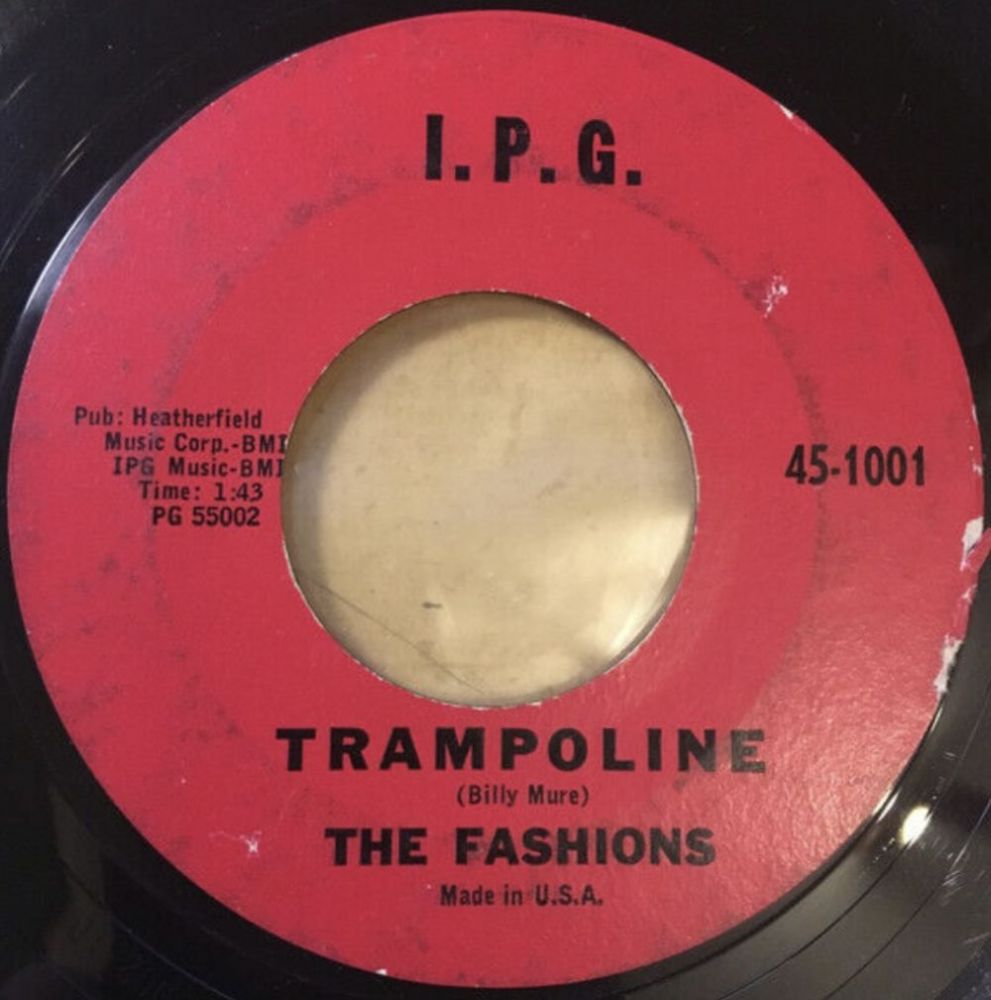 I. P. G.
Pub: Heatherfield
Music Corp.-BMI
IPG Music-BMI
Time: 1:43
PG 55002
45-1001
TRAMPOLINE
(Billy Mure)
THE FASHIONS
Made in U.S.A.